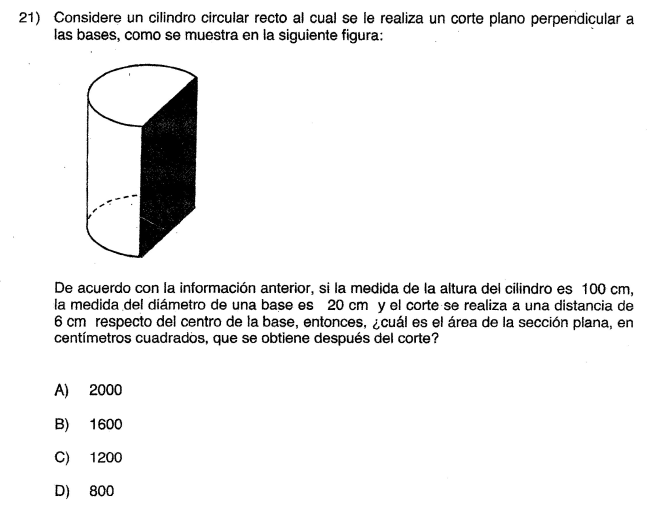 21) Considere un cilindro circular recto al cual se le realiza un corte plano perpendicular a
las bases, como se muestra en la siguiente figura:
De acuerdo con la información anterior, si la medida de la altura del cilindro es 100 cm,
la medida del diámetro de una base es 20 cm y el corte se realiza a una distancia de
6 cm respecto del centro de la base, entonces, ¿cuál es el área de la sección plana, en
centímetros cuadrados, que se obtiene después del corte?
A) 2000
B) 1600
C) 1200
D) 800